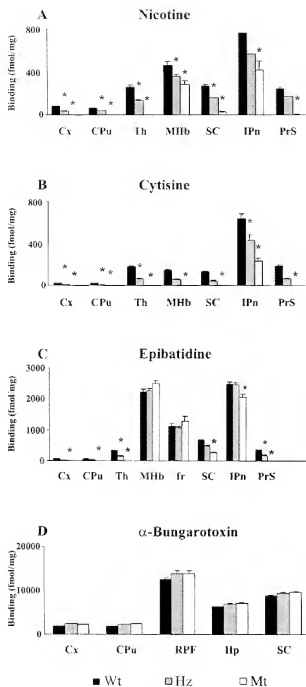 A Nicotine
Binding (fmol/mg)
800
400
0
* * * * * * * * * * *
Cx CPu Th MHb SC IPn PrS
B Cytisine
Binding (fmol/mg)
800
400
0
* * * * * * * * * * *
Cx CPu Th MHb SC IPn PrS
C Epibatidine
Binding (fmol/mg)
3000
2000
1000
0
* * * * * * * * * *
Cx CPu Th MHb fr SC IPn PrS
D α-Bungarotoxin
Binding (fmol/mg)
20000
10000
0
Cx CPu RPF Hp SC
Wt Hz Mt